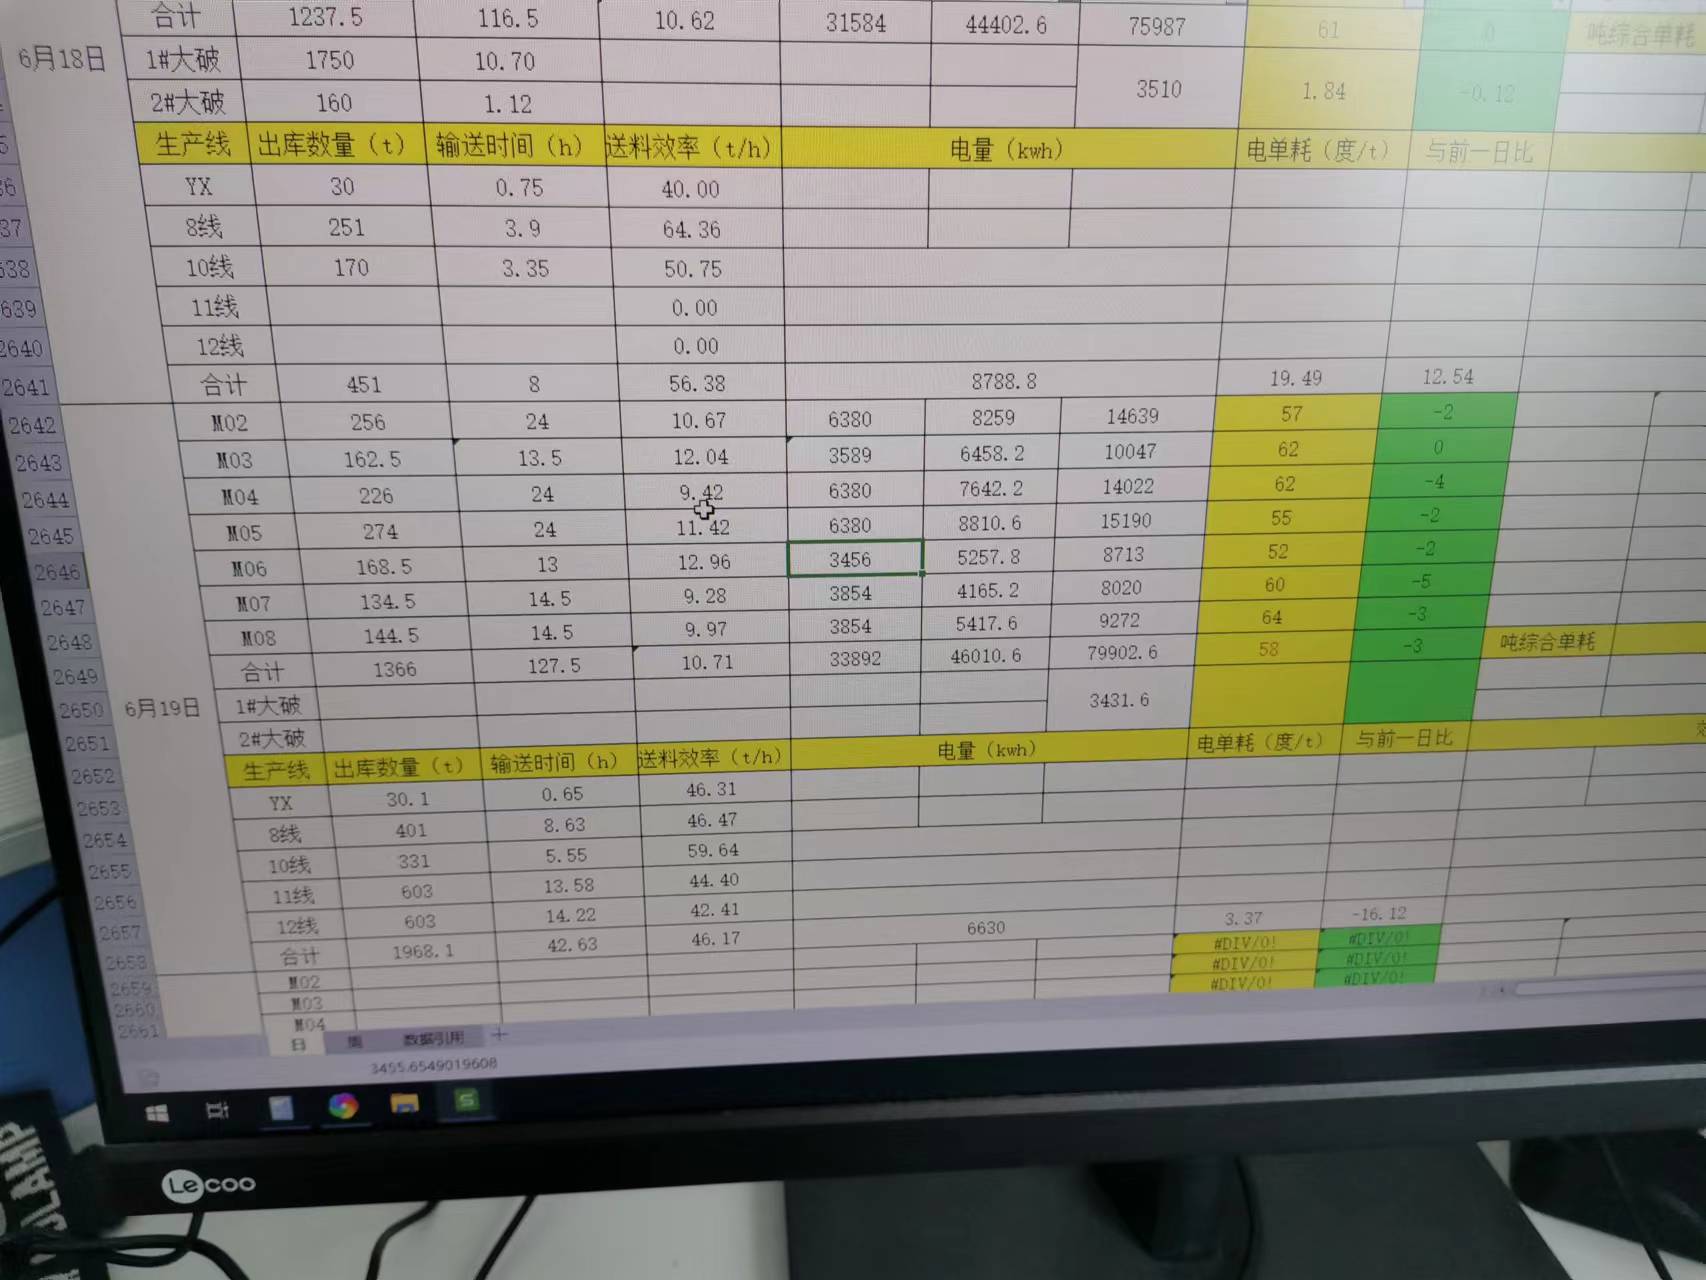 合计 1237.5 116.5 10.62 31584 44402.6 75987 61 0 吨综合单耗
6月18日 1#大破 1750 10.70 3510 1.84 -0.12
2#大破 160 1.12
生产线 出库数量（t） 输送时间（h） 送料效率（t/h） 电量（kwh） 电单耗（度/t） 与前一日比
YX 30 0.75 40.00
37 8线 251 3.9 64.36
638 10线 170 3.35 50.75
2639 11线 0.00
2640 12线 0.00
2641 合计 451 8 56.38 8788.8 19.49 12.54
2642 M02 256 24 10.67 6380 8259 14639 57 -2
2643 M03 162.5 13.5 12.04 3589 6458.2 10047 62 0
2644 M04 226 24 9.42 6380 7642.2 14022 62 -4
2645 M05 274 24 11.42 6380 8810.6 15190 55 -2
2646 M06 168.5 13 12.96 3456 5257.8 8713 52 -2
2647 M07 134.5 14.5 9.28 3854 4165.2 8020 60 -5
2648 M08 144.5 14.5 9.97 3854 5417.6 9272 64 -3
2649 合计 1366 127.5 10.71 33892 46010.6 79902.6 58 -3 吨综合单耗
2650 6月19日 1#大破 3431.6
2651 2#大破
2652 生产线 出库数量（t） 输送时间（h） 送料效率（t/h） 电量（kwh） 电单耗（度/t） 与前一日比
2653 YX 30.1 0.65 46.31
2654 8线 401 8.63 46.47
2655 10线 331 5.55 59.64
2656 11线 603 13.58 44.40
2657 12线 603 14.22 42.41
2658 合计 1968.1 42.63 46.17 6630 3.37 -16.12
2659 M02 #DIV/0! #DIV/0!
2660 M03 #DIV/0! #DIV/0!
2661 M04 #DIV/0! #DIV/0!
日 周 数据引用 +
3495.6549019608
Lecoo